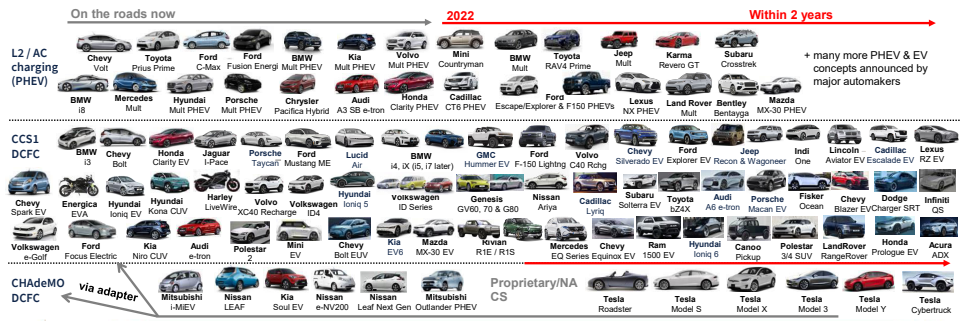 On the roads now
2022
Within 2 years
L2 / AC
charging
(PHEV)
Chevy
Volt
Toyota
Prius Prime
Ford
C-Max
Ford
Fusion Energi
BMW
Mult PHEV
Kia
Mult PHEV
Volvo
Mult PHEV
Mini
Countryman
BMW
Mult
Toyota
RAV4 Prime
Jeep
Mult
Karma
Revero GT
Subaru
Crosstrek
+ many more PHEV & EV
concepts announced by
major automakers
BMW
i8
Mercedes
Mult
Hyundai
Mult PHEV
Porsche
Mult PHEV
Chrysler
Pacifica Hybrid
Audi
A3 SB e-tron
Honda
Clarity PHEV
Cadillac
CT6 PHEV
Ford
Escape/Explorer & F150 PHEVs
Lexus
NX PHEV
Land Rover
Mult
Bentley
Bentayga
Mazda
MX-30 PHEV
CCS1
DCFC
BMW
i3
Chevy
Bolt
Honda
Clarity EV
Jaguar
I-Pace
Porsche
Taycan
Ford
Mustang ME
Lucid
Air
BMW
i4, iX (i5, i7 later)
GMC
Hummer EV
Ford
F-150 Lightng
Volvo
C40 Rchg
Chevy
Silverado EV
Ford
Explorer EV
Jeep
Recon & Wagoneer
Indi
One
Lincoln
Aviator EV
Cadillac
Escalade EV
Lexus
RZ EV
Chevy
Spark EV
Energica
EVA
Hyundai
Ioniq EV
Hyundai
Kona CUV
Harley
LiveWire
Volvo
XC40 Recharge
Volkswagen
ID4
Hyundai
Ioniq 5
Volkswagen
ID Series
Genesis
GV60, 70 & G80
Nissan
Ariya
Cadillac
Lyriq
Subaru
Solterra EV
Toyota
bZ4X
Audi
A6 e-tron
Porsche
Macan EV
Fisker
Ocean
Chevy
Blazer EV
Dodge
Charger SRT
Infiniti
QS
Volkswagen
e-Golf
Ford
Focus Electric
Kia
Niro CUV
Audi
e-tron
Polestar
2
Mini
EV
Chevy
Bolt EUV
Kia
EV6
Mazda
MX-30 EV
Rivian
R1E / R1S
Mercedes
EQ Series
Chevy
Equinox EV
Ram
1500 EV
Hyundai
Ioniq 6
Canoo
Pickup
Polestar
3/4 SUV
LandRover
RangeRover
Honda
Prologue EV
Acura
ADX
CHAdeMO
DCFC
via adapter
Mitsubishi
i-MiEV
Nissan
LEAF
Kia
Soul EV
Nissan
e-NV200
Nissan
Leaf Next Gen
Mitsubishi
Outlander PHEV
Proprietary/NA
CS
Tesla
Roadster
Tesla
Model S
Tesla
Model X
Tesla
Model 3
Tesla
Model Y
Tesla
Cybertruck